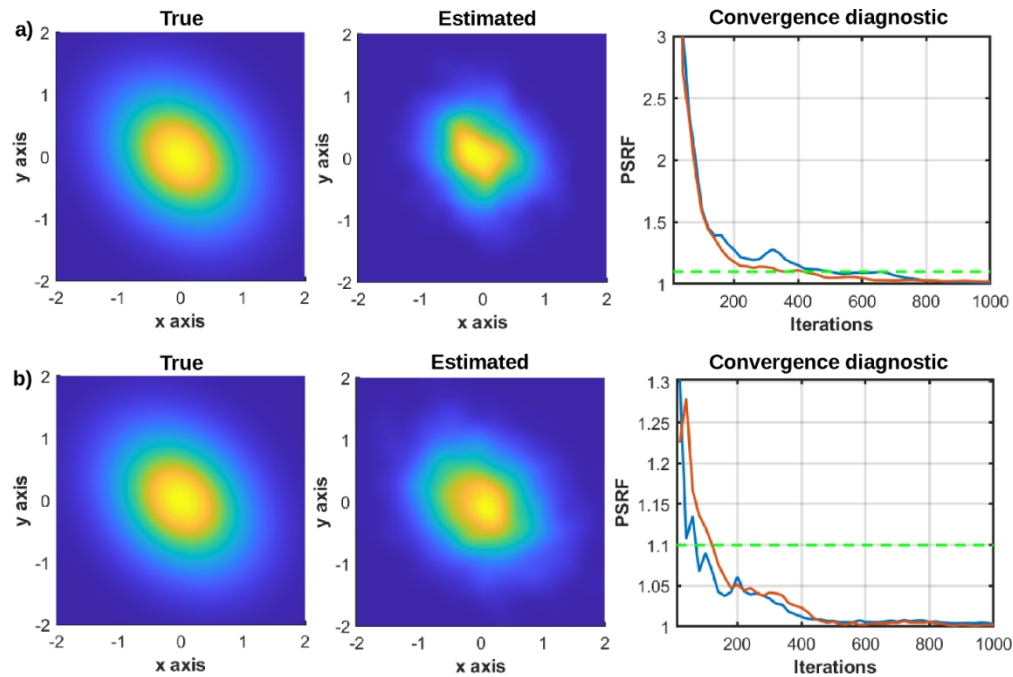 a)
True
y axis
2
1
0
-1
-2
-2 -1 0 1 2
x axis
Estimated
y axis
2
1
0
-1
-2
-2 -1 0 1 2
x axis
Convergence diagnostic
PSRF
3
2.5
2
1.5
1
200 400 600 800 1000
Iterations
b)
True
y axis
2
1
0
-1
-2
-2 -1 0 1 2
x axis
Estimated
y axis
2
1
0
-1
-2
-2 -1 0 1 2
x axis
Convergence diagnostic
PSRF
1.3
1.25
1.2
1.15
1.1
1.05
1
200 400 600 800 1000
Iterations